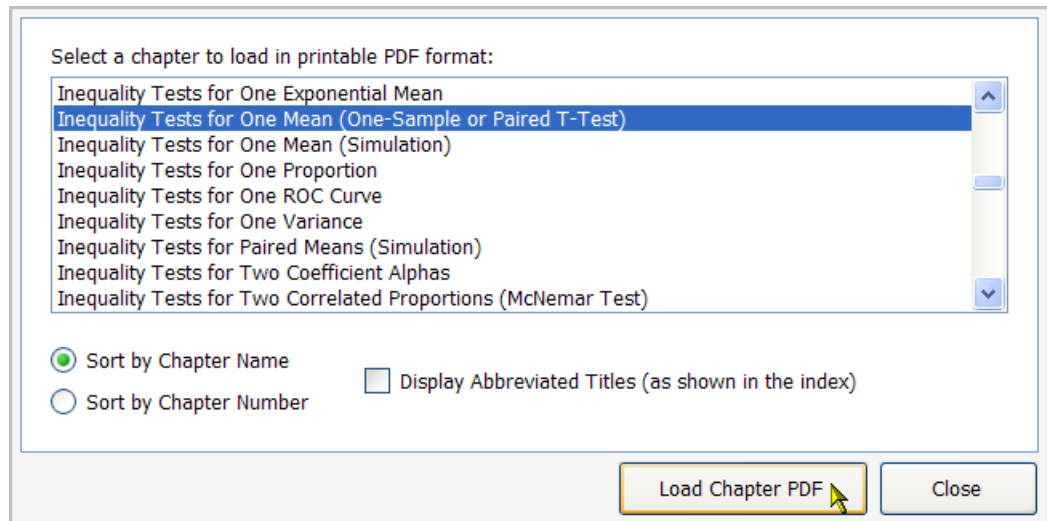 Select a chapter to load in printable PDF format:
Inequality Tests for One Exponential Mean
Inequality Tests for One Mean (One-Sample or Paired T-Test)
Inequality Tests for One Mean (Simulation)
Inequality Tests for One Proportion
Inequality Tests for One ROC Curve
Inequality Tests for One Variance
Inequality Tests for Paired Means (Simulation)
Inequality Tests for Two Coefficient Alphas
Inequality Tests for Two Correlated Proportions (McNemar Test)
Sort by Chapter Name
Display Abbreviated Titles (as shown in the index)
Sort by Chapter Number
Load Chapter PDF
Close